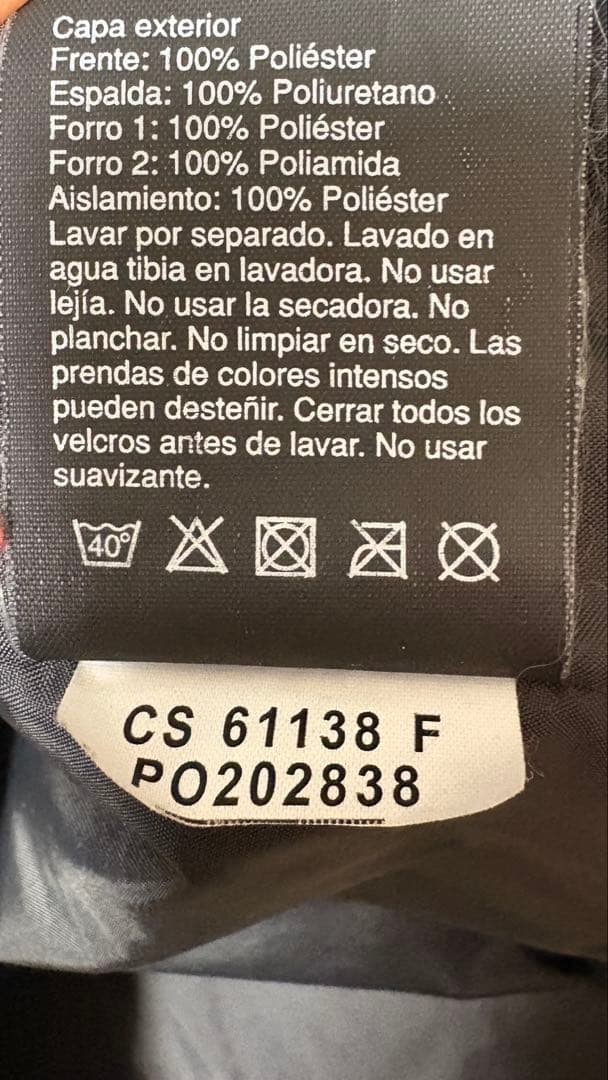 Capa exterior
Frente: 100% Poliéster
Espalda: 100% Poliuretano
Forro 1: 100% Poliéster
Forro 2: 100% Poliamida
Aislamiento: 100% Poliéster
Lavar por separado. Lavado en
agua tibia en lavadora. No usar
lejía. No usar la secadora. No
planchar. No limpiar en seco. Las
prendas de colores intensos
pueden desteñir. Cerrar todos los
velcros antes de lavar. No usar
suavizante.
40°
CS 61138 F
PO202838